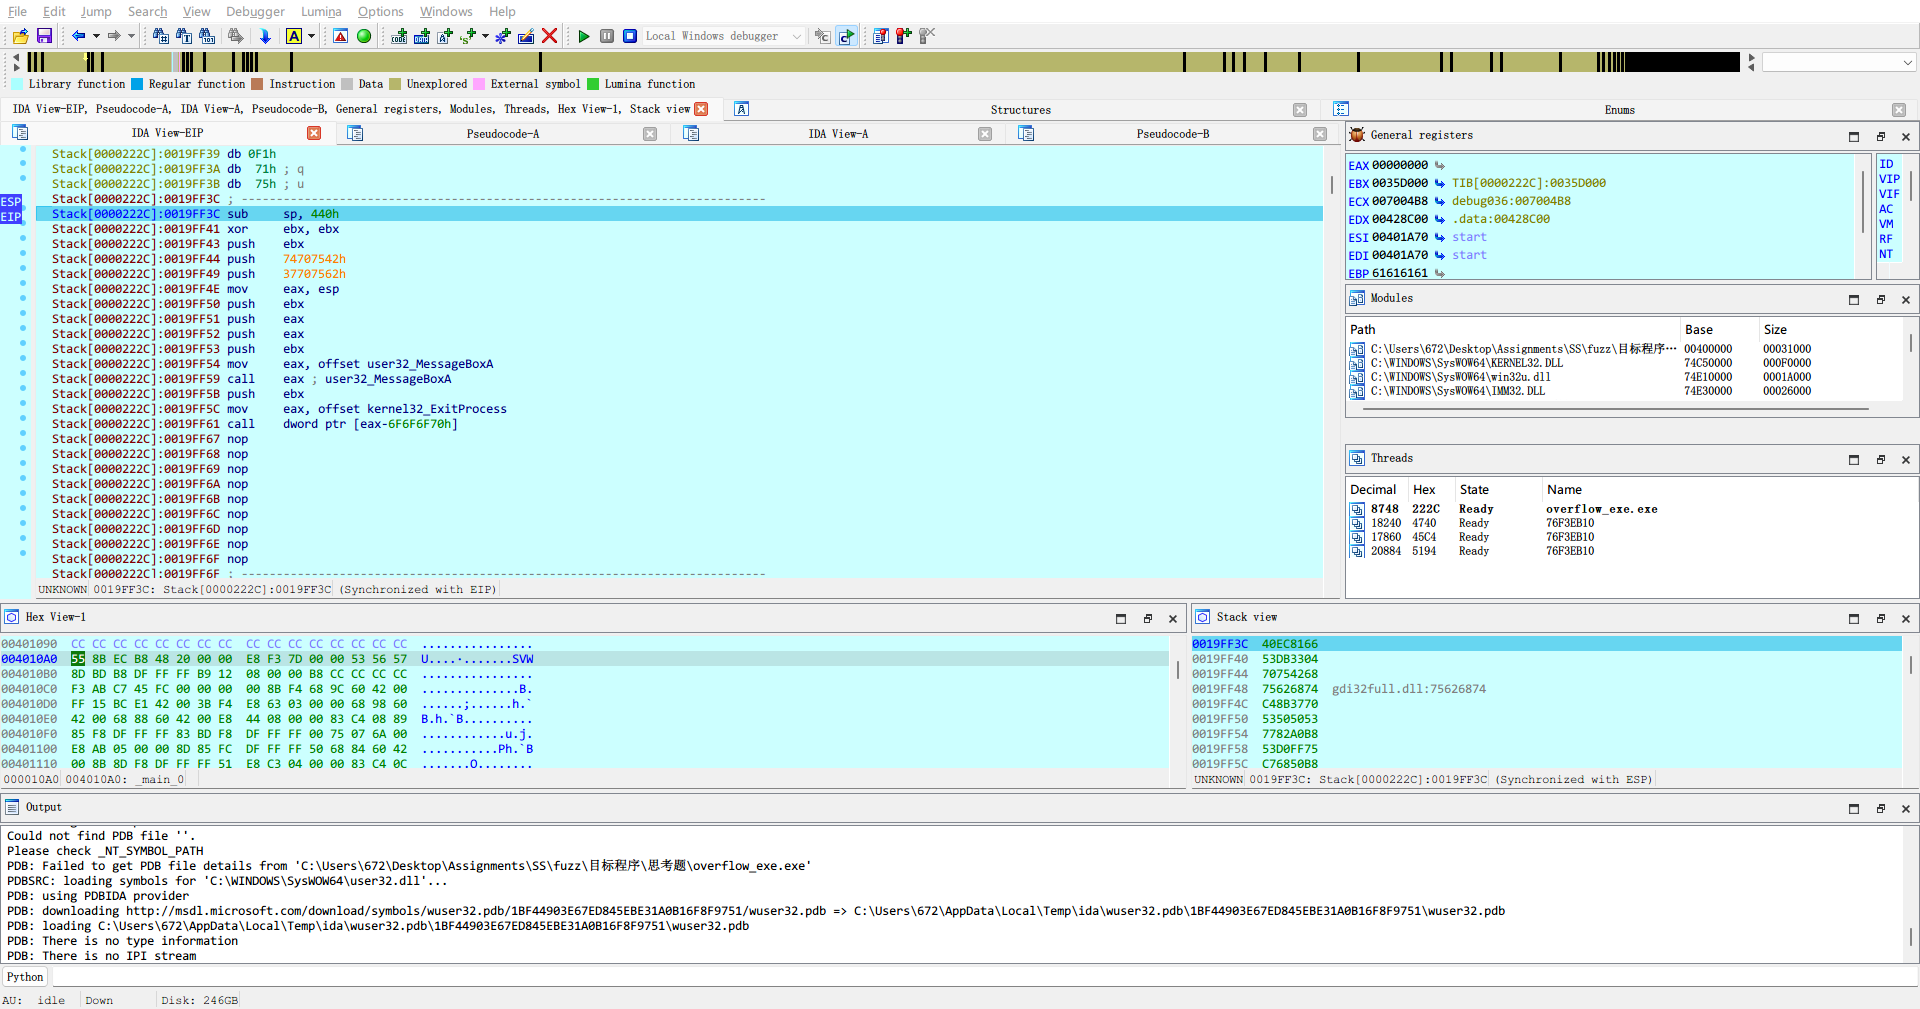 File Edit Jump Search View Debugger Lumina Options Windows Help
Local Windows debugger
Library function Regular function Instruction Data Unexplored External symbol Lumina function
IDA View-EIP, Pseudocode-A, IDA View-A, Pseudocode-B, General registers, Modules, Threads, Hex View-1, Stack view Structures Enums
IDA View-EIP Pseudocode-A IDA View-A Pseudocode-B
Stack[0000222C]:0019FF39 db 0F1h
Stack[0000222C]:0019FF3A db 71h ; q
Stack[0000222C]:0019FF3B db 75h ; u
Stack[0000222C]:0019FF3C ; ---------------------------------------------------------------------------
ESP
EIP
Stack[0000222C]:0019FF3C sub sp, 440h
Stack[0000222C]:0019FF41 xor ebx, ebx
Stack[0000222C]:0019FF43 push ebx
Stack[0000222C]:0019FF44 push 74707542h
Stack[0000222C]:0019FF49 push 37707562h
Stack[0000222C]:0019FF4E mov eax, esp
Stack[0000222C]:0019FF50 push ebx
Stack[0000222C]:0019FF51 push eax
Stack[0000222C]:0019FF52 push eax
Stack[0000222C]:0019FF53 push ebx
Stack[0000222C]:0019FF54 mov eax, offset user32_MessageBoxA
Stack[0000222C]:0019FF59 call eax ; user32_MessageBoxA
Stack[0000222C]:0019FF5B push ebx
Stack[0000222C]:0019FF5C mov eax, offset kernel32_ExitProcess
Stack[0000222C]:0019FF61 call dword ptr [eax-6F6F6F70h]
Stack[0000222C]:0019FF67 nop
Stack[0000222C]:0019FF68 nop
Stack[0000222C]:0019FF69 nop
Stack[0000222C]:0019FF6A nop
Stack[0000222C]:0019FF6B nop
Stack[0000222C]:0019FF6C nop
Stack[0000222C]:0019FF6D nop
Stack[0000222C]:0019FF6E nop
Stack[0000222C]:0019FF6F nop
Stack[0000222C]:0019FF6F ; ---------------------------------------------------------------------------
UNKNOWN 0019FF3C: Stack[0000222C]:0019FF3C (Synchronized with EIP)
General registers
EAX 00000000
EBX 0035D000 TIB[0000222C]:0035D000
ECX 007004B8 debug036:007004B8
EDX 00428C00 .data:00428C00
ESI 00401A70 start
EDI 00401A70 start
EBP 61616161
ID
VIP
VIF
AC
VM
RF
NT
Modules
Path Base Size
C:\Users\672\Desktop\Assignments\SS\fuzz\目标程序··· 00400000 00031000
C:\WINDOWS\SysWOW64\KERNEL32.DLL 74C50000 000F0000
C:\WINDOWS\SysWOW64\win32u.dll 74E10000 0001A000
C:\WINDOWS\SysWOW64\IMM32.DLL 74E30000 00026000
Threads
Decimal Hex State Name
8748 222C Ready overflow_exe.exe
18240 4740 Ready 76F3EB10
17860 45C4 Ready 76F3EB10
20884 5194 Ready 76F3EB10
Hex View-1
00401090 CC CC CC CC CC CC CC CC CC CC CC CC CC CC CC CC ................
004010A0 55 8B EC B8 48 20 00 00 E8 F3 7D 00 00 53 56 57 U....·.......SVW
004010B0 8D BD B8 DF FF FF B9 12 08 00 00 B8 CC CC CC CC ................
004010C0 F3 AB C7 45 FC 00 00 00 00 8B F4 68 9C 60 42 00 ..............B.
004010D0 FF 15 BC E1 42 00 3B F4 E8 63 03 00 00 68 98 60 ......;......h.`
004010E0 42 00 68 88 60 42 00 E8 44 08 00 00 83 C4 08 89 B.h.`B..........
004010F0 85 F8 DF FF FF 83 BD F8 DF FF FF 00 75 07 6A 00 ............u.j.
00401100 E8 AB 05 00 00 8D 85 FC DF FF FF 50 68 84 60 42 ...........Ph.`B
00401110 00 8B 8D F8 DF FF FF 51 E8 C3 04 00 00 83 C4 0C .......Q........
000010A0 004010A0: _main_0
Stack view
0019FF3C 40EC8166
0019FF40 53DB3304
0019FF44 70754268
0019FF48 75626874 gdi32full.dll:75626874
0019FF4C C48B3770
0019FF50 53505053
0019FF54 7782A0B8
0019FF58 53D0FF75
0019FF5C C76850B8
UNKNOWN 0019FF3C: Stack[0000222C]:0019FF3C (Synchronized with ESP)
Output
Could not find PDB file ''.
Please check _NT_SYMBOL_PATH
PDB: Failed to get PDB file details from 'C:\Users\672\Desktop\Assignments\SS\fuzz\目标程序\思考题\overflow_exe.exe'
PDBSRC: loading symbols for 'C:\WINDOWS\SysWOW64\user32.dll'...
PDB: using PDBIDA provider
PDB: downloading http://msdl.microsoft.com/download/symbols/wuser32.pdb/1BF44903E67ED845EBE31A0B16F8F9751/wuser32.pdb => C:\Users\672\AppData\Local\Temp\ida\wuser32.pdb\1BF44903E67ED845EBE31A0B16F8F9751\wuser32.pdb
PDB: loading C:\Users\672\AppData\Local\Temp\ida\wuser32.pdb\1BF44903E67ED845EBE31A0B16F8F9751\wuser32.pdb
PDB: There is no type information
PDB: There is no IPI stream
Python
AU: idle Down Disk: 246GB